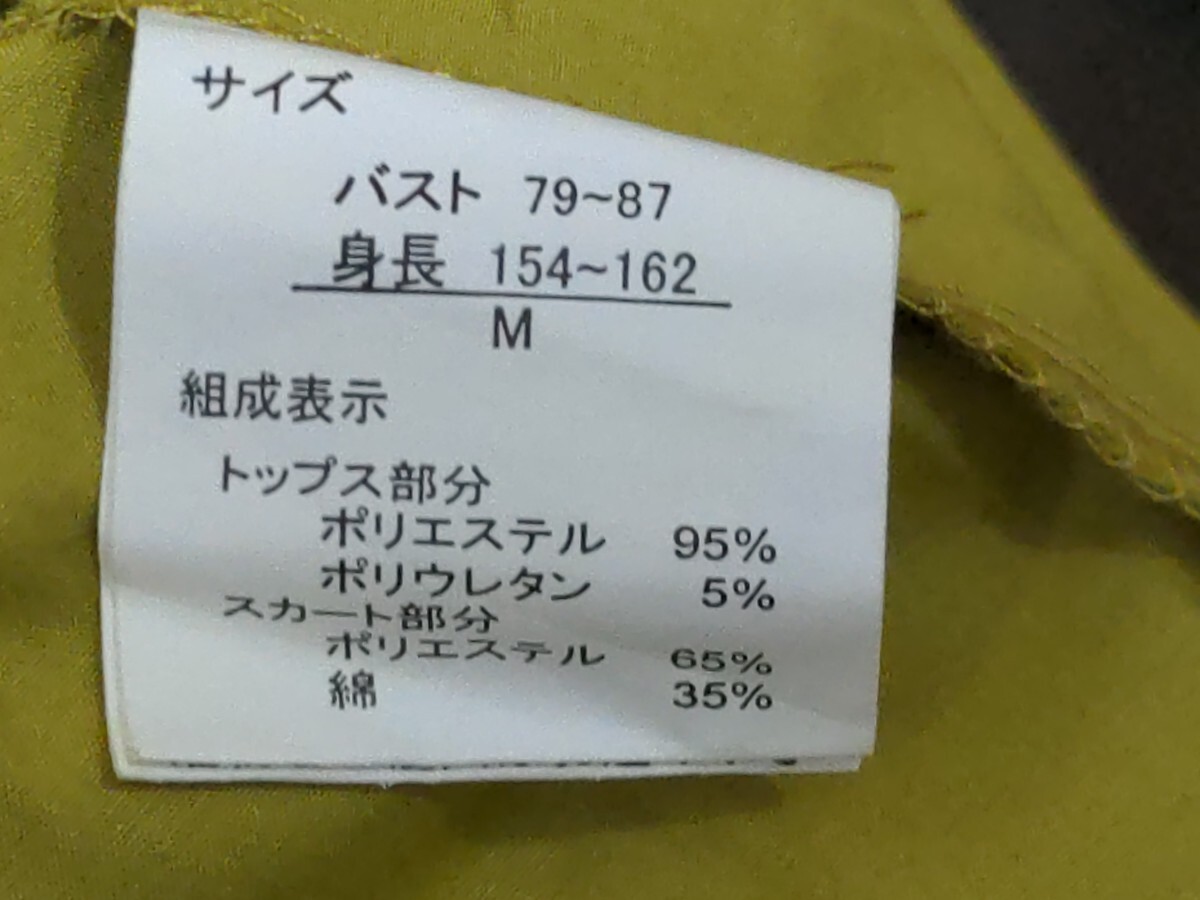 サイズ
バスト 79~87
身長 154~162
M
組成表示
トップス部分
ポリエステル 95%
ポリウレタン 5%
スカート部分
ポリエステル 65%
綿 35%